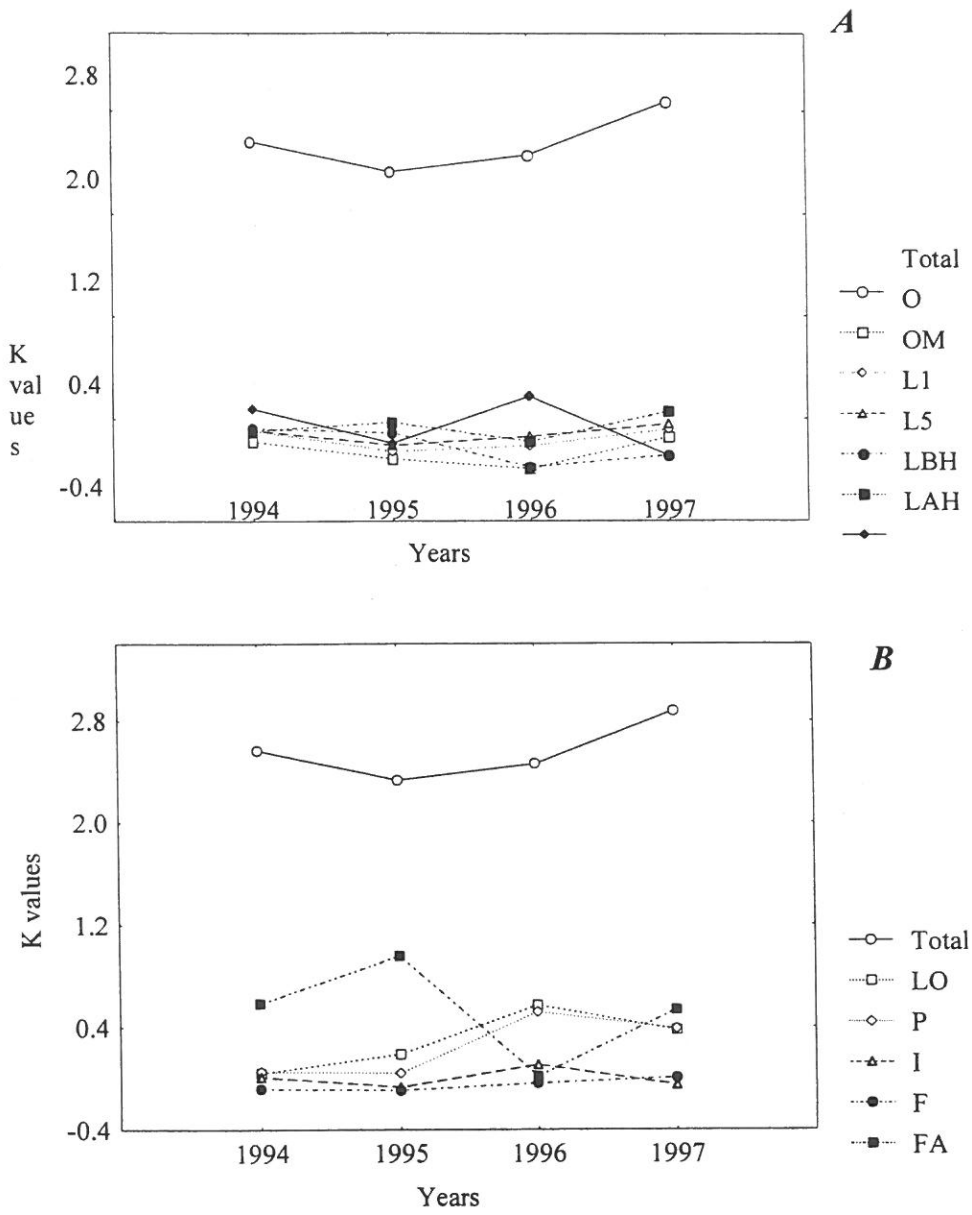 A
2.8
2.0
1.2
0.4
-0.4
K
val
ue
s
1994 1995 1996 1997
Years
Total
O
OM
L1
L5
LBH
LAH
B
2.8
2.0
1.2
0.4
-0.4
K values
1994 1995 1996 1997
Years
Total
LO
P
I
F
FA